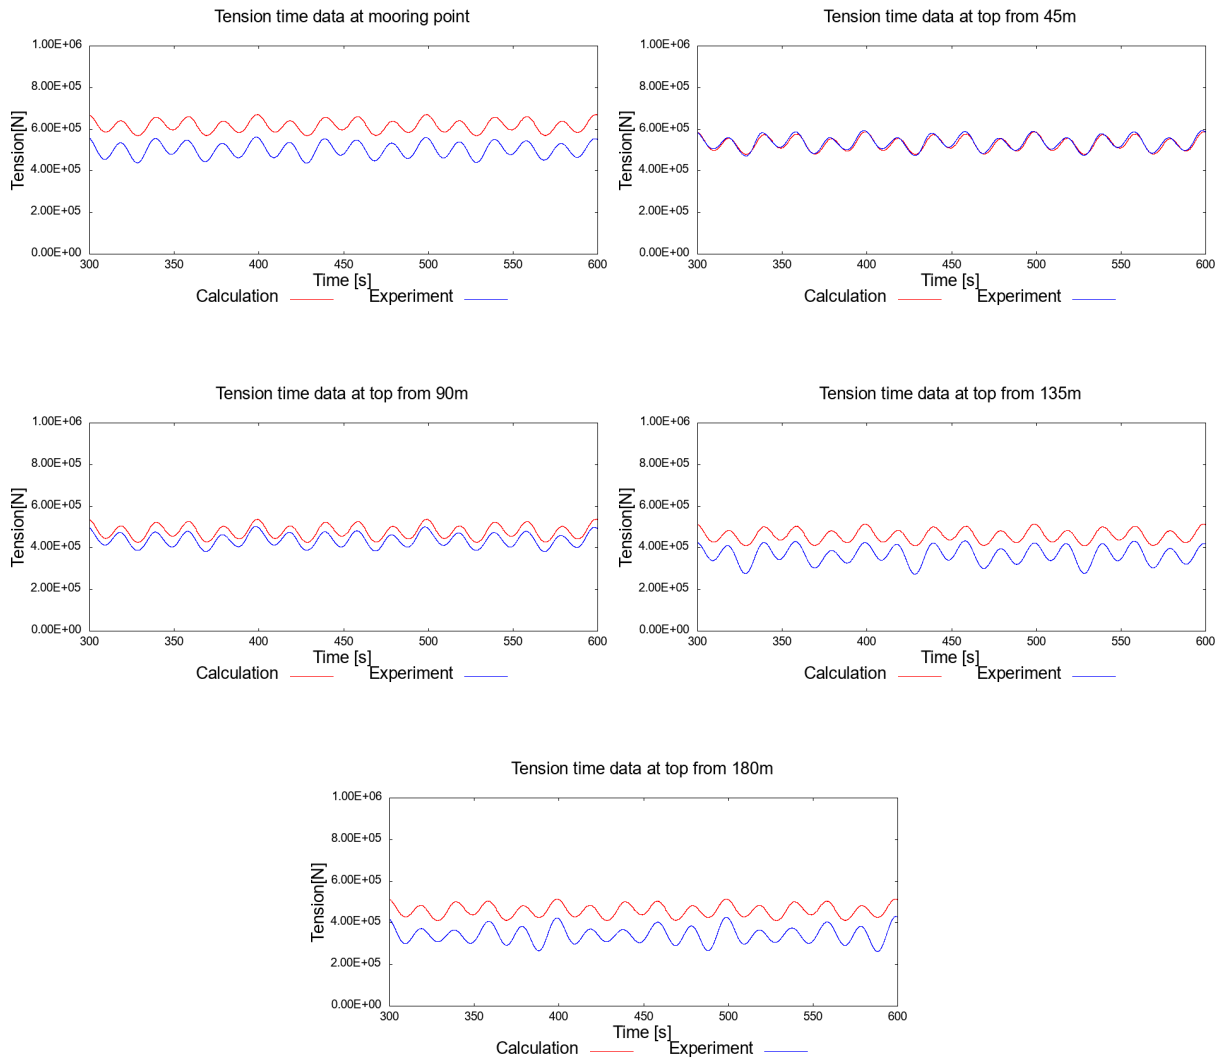 Tension time data at mooring point
1.00E+06
8.00E+05
6.00E+05
4.00E+05
2.00E+05
0.00E+00
Tension[N]
300 350 400 450 500 550 600
Time [s]
Calculation Experiment
Tension time data at top from 45m
1.00E+06
8.00E+05
6.00E+05
4.00E+05
2.00E+05
0.00E+00
Tension[N]
300 350 400 450 500 550 600
Time [s]
Calculation Experiment
Tension time data at top from 90m
1.00E+06
8.00E+05
6.00E+05
4.00E+05
2.00E+05
0.00E+00
Tension[N]
300 350 400 450 500 550 600
Time [s]
Calculation Experiment
Tension time data at top from 135m
1.00E+06
8.00E+05
6.00E+05
4.00E+05
2.00E+05
0.00E+00
Tension[N]
300 350 400 450 500 550 600
Time [s]
Calculation Experiment
Tension time data at top from 180m
1.00E+06
8.00E+05
6.00E+05
4.00E+05
2.00E+05
0.00E+00
Tension[N]
300 350 400 450 500 550 600
Time [s]
Calculation Experiment